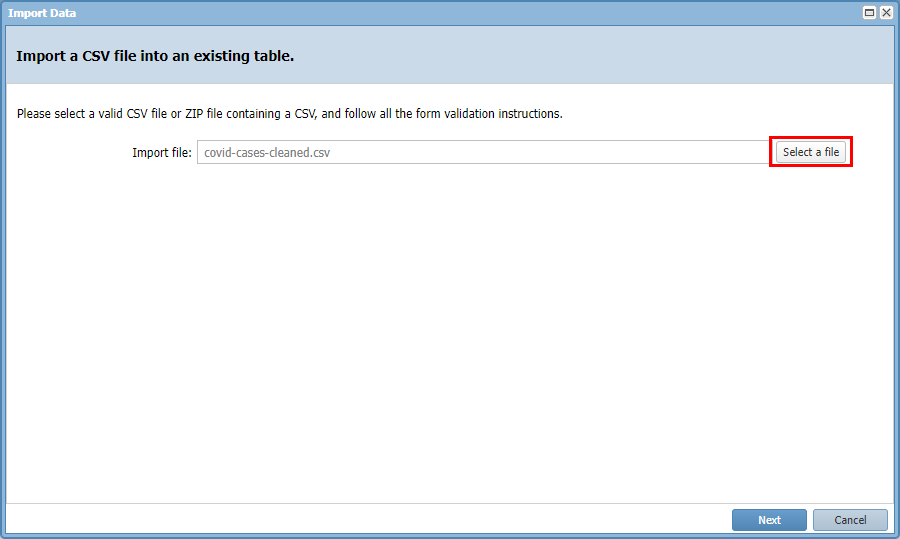 Import Data
Import a CSV file into an existing table.
Please select a valid CSV file or ZIP file containing a CSV, and follow all the form validation instructions.
Import file: covid-cases-cleaned.csv Select a file
Next Cancel